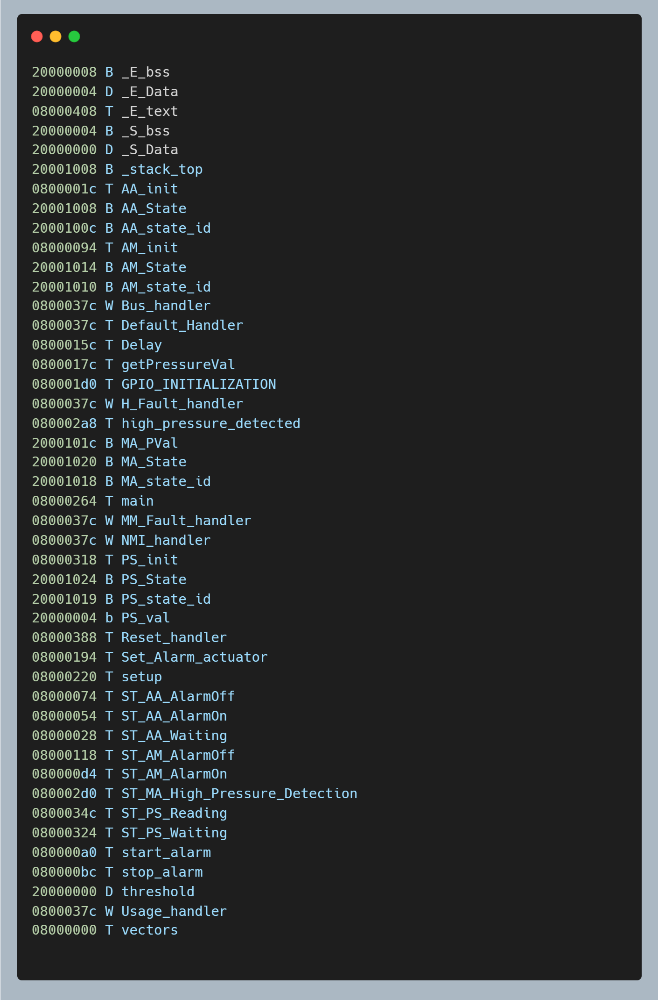 20000008 B _E_bss
20000004 D _E_Data
08000408 T _E_text
20000004 B _S_bss
20000000 D _S_Data
20001008 B _stack_top
0800001c T AA_init
20001008 B AA_State
2000100c B AA_state_id
08000094 T AM_init
20001014 B AM_State
20001010 B AM_state_id
0800037c W Bus_handler
0800037c T Default_Handler
0800015c T Delay
0800017c T getPressureVal
080001d0 T GPIO_INITIALIZATION
0800037c W H_Fault_handler
080002a8 T high_pressure_detected
2000101c B MA_PVal
20001020 B MA_State
20001018 B MA_state_id
08000264 T main
0800037c W MM_Fault_handler
0800037c W NMI_handler
08000318 T PS_init
20001024 B PS_State
20001019 B PS_state_id
20000004 b PS_val
08000388 T Reset_handler
08000194 T Set_Alarm_actuator
08000220 T setup
08000074 T ST_AA_AlarmOff
08000054 T ST_AA_AlarmOn
08000028 T ST_AA_Waiting
08000118 T ST_AM_AlarmOff
080000d4 T ST_AM_AlarmOn
080002d0 T ST_MA_High_Pressure_Detection
0800034c T ST_PS_Reading
08000324 T ST_PS_Waiting
080000a0 T start_alarm
080000bc T stop_alarm
20000000 D threshold
0800037c W Usage_handler
08000000 T vectors